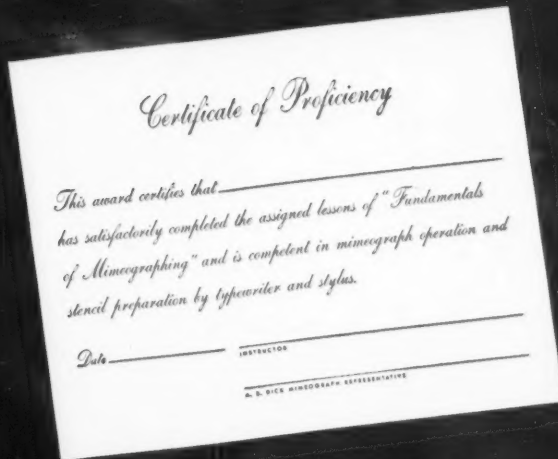 Certificate of Proficiency
This award certifies that
has satisfactorily completed the assigned lessons of "Fundamentals
of Mimeographing" and is competent in mimeograph operation and
stencil preparation by typewriter and stylus.
Date
INSTRUCTOR
A. B. DICK MIMEOGRAPH REPRESENTATIVE